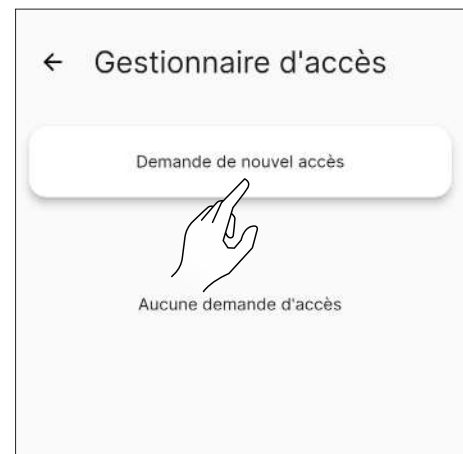 Gestionnaire d'accès
Demande de nouvel accès
Aucune demande d'accès